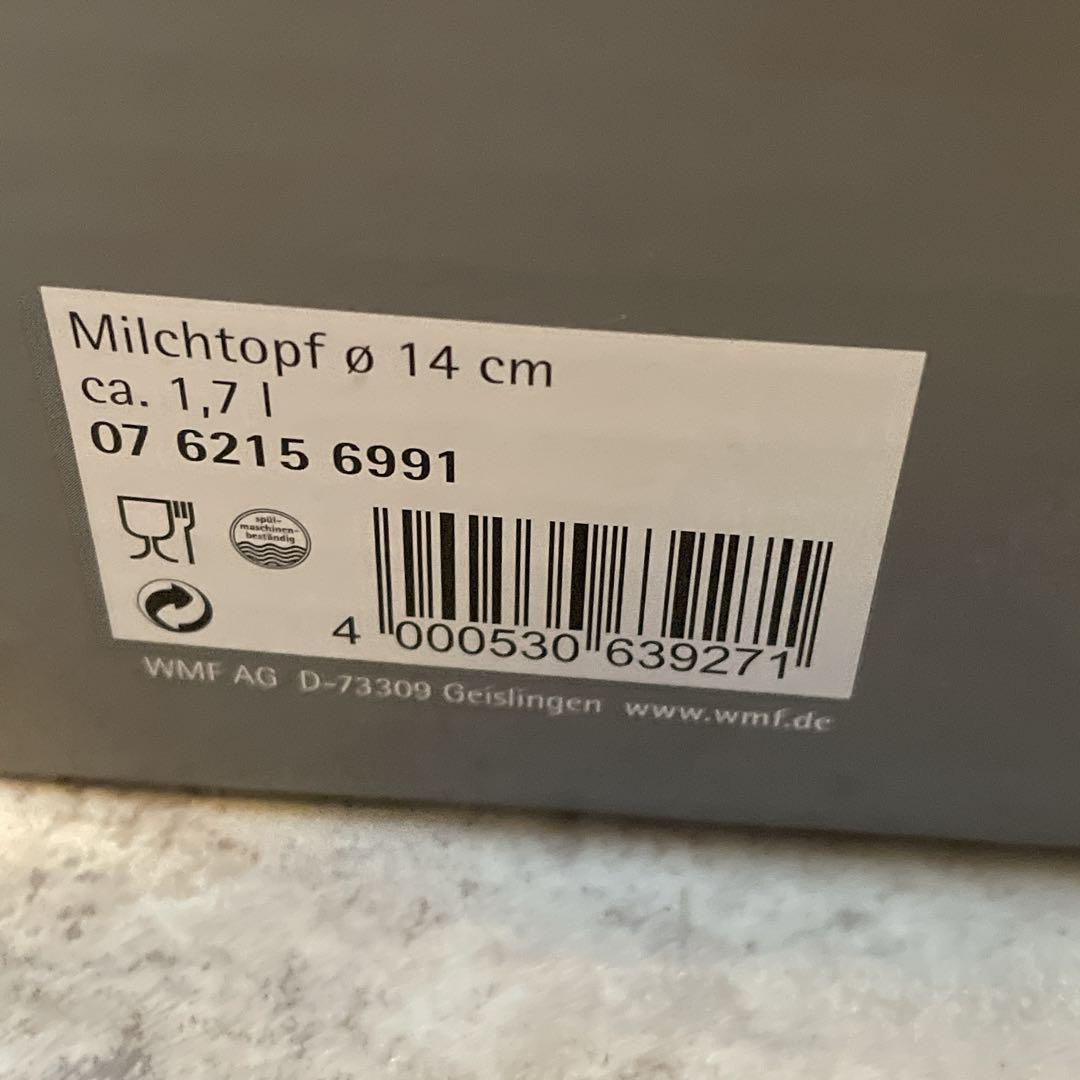 Milchtopf ø 14 cm
ca. 1,7 l
07 6215 6991
spül-
maschinen-
beständig
4 000530 639271
WMF AG D-73309 Geislingen www.wmf.de